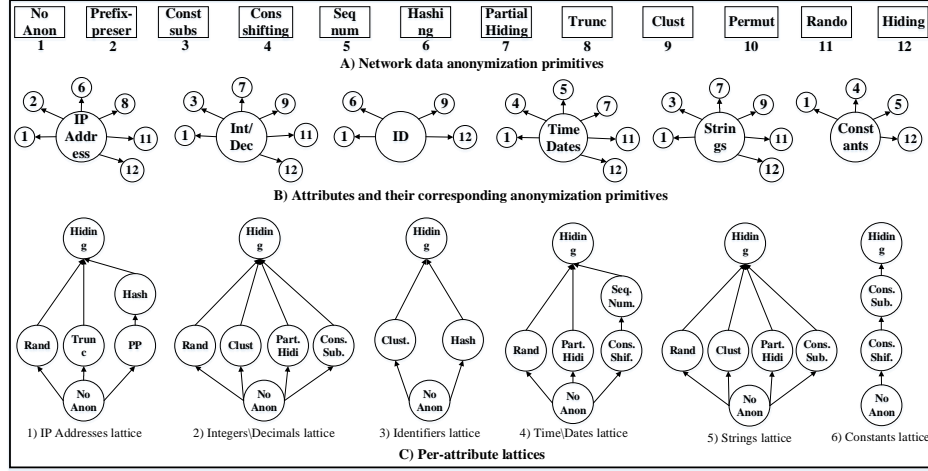 No Anon
Prefix-preser
Const subs
Cons shifting
Seq num
Hashi ng
Partial Hiding
Trunc
Clust
Permut
Rando
Hiding
1 2 3 4 5 6 7 8 9 10 11 12
A) Network data anonymization primitives
1 2 6 8 11 12 IP Addr ess
1 3 7 9 11 12 Int/ Dec
1 6 9 12 ID
1 4 5 7 11 12 Time Dates
1 3 7 9 11 12 Strin gs
1 4 5 12 Const ants
B) Attributes and their corresponding anonymization primitives
Hidin g
Hash
Rand
Trun c
PP
No Anon
1) IP Addresses lattice
Hidin g
Rand
Clust
Part. Hidi
Cons. Sub.
No Anon
2) Integers\Decimals lattice
Hidin g
Clust.
Hash
No Anon
3) Identifiers lattice
Hidin g
Seq. Num.
Rand
Part. Hidi
Cons. Shif.
No Anon
4) Time\Dates lattice
Hidin g
Rand
Clust
Part. Hidi
Cons. Sub.
No Anon
5) Strings lattice
Hidin g
Cons. Sub.
Cons. Shif.
No Anon
6) Constants lattice
C) Per-attribute lattices